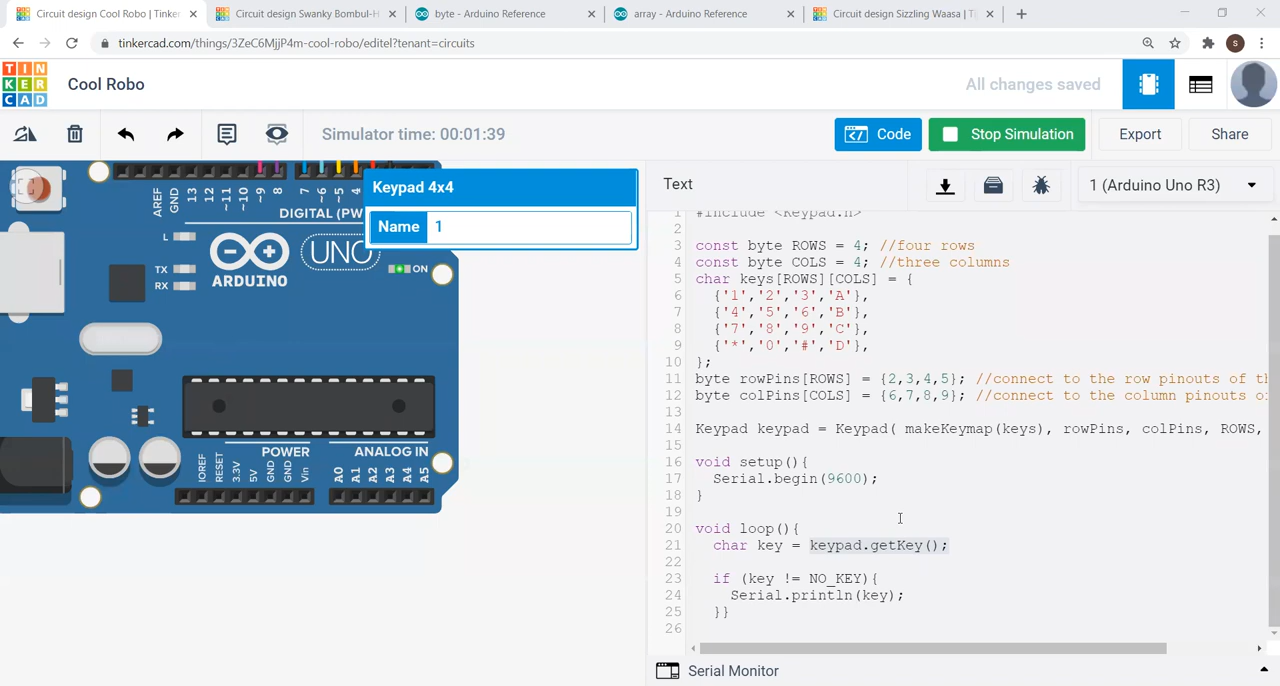 Circuit design Cool Robo | Tinker
Circuit design Swanky Bombul-H
byte - Arduino Reference
array - Arduino Reference
Circuit design Sizzling Waasa | Ti
tinkercad.com/things/3ZeC6MjjP4m-cool-robo/editel?tenant=circuits
S
TIN
KER
CAD
Cool Robo
All changes saved
Simulator time: 00:01:39
Code
Stop Simulation
Export
Share
Keypad 4x4
Name 1
AREF
GND
13
12
~11
~10
~9
8
7
~6
~5
4
DIGITAL (PW
L
TX
RX
UNO
ARDUINO
ON
POWER
ANALOG IN
IOREF
RESET
3.3V
5V
GND
GND
Vin
A0
A1
A2
A3
A4
A5
Text
1 (Arduino Uno R3)
1 #include <Keypad.h>
2
3 const byte ROWS = 4; //four rows
4 const byte COLS = 4; //three columns
5 char keys[ROWS][COLS] = {
6 {'1','2','3','A'},
7 {'4','5','6','B'},
8 {'7','8','9','C'},
9 {'*','0','#','D'},
10 };
11 byte rowPins[ROWS] = {2,3,4,5}; //connect to the row pinouts of th
12 byte colPins[COLS] = {6,7,8,9}; //connect to the column pinouts o
13
14 Keypad keypad = Keypad( makeKeymap(keys), rowPins, colPins, ROWS,
15
16 void setup(){
17 Serial.begin(9600);
18 }
19
20 void loop(){
21 char key = keypad.getKey();
22
23 if (key != NO_KEY){
24 Serial.println(key);
25 }}
26
Serial Monitor